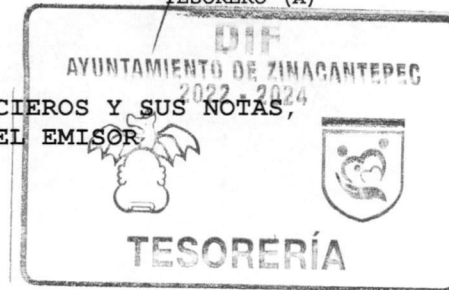 TESORERO (A)
DIF
AYUNTAMIENTO DE ZINACANTEPEC
2022 - 2024
CIEROS Y SUS NOTAS,
EL EMISOR
TESORERÍA